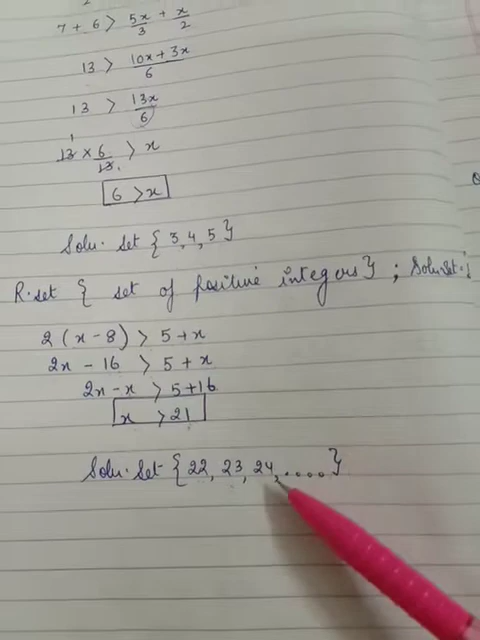 7 + 6 > 5x/3 + x/2
13 > 10x + 3x/6
13 > 13x/6
13 × 6/13 > x
6 > x
Solu. Set {3, 4, 5}
R. set { set of positive integers } ; Solu Set:
2 (x - 8) > 5 + x
2x - 16 > 5 + x
2x - x > 5 + 16
x > 21
Solu. Set {22, 23, 24, .....}